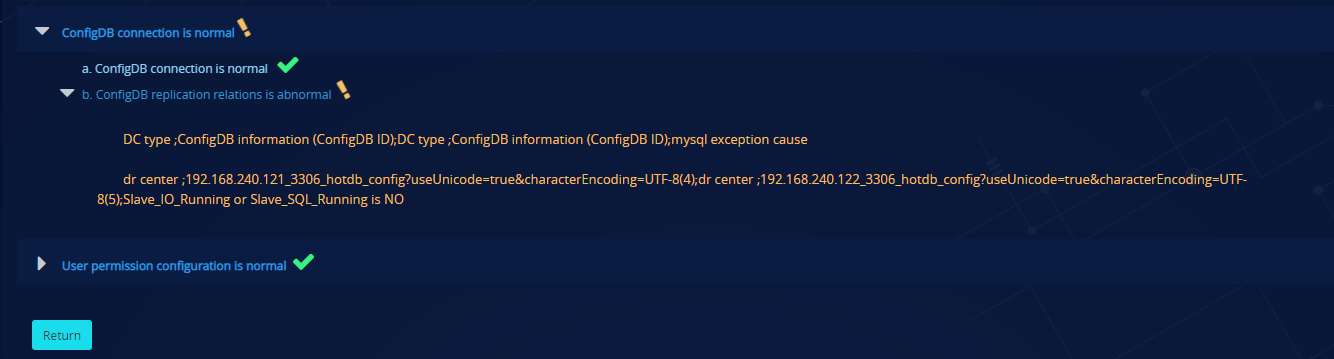 ConfigDB connection is normal
a. ConfigDB connection is normal
b. ConfigDB replication relations is abnormal
DC type ;ConfigDB information (ConfigDB ID);DC type ;ConfigDB information (ConfigDB ID);mysql exception cause
dr center ;192.168.240.121_3306_hotdb_config?useUnicode=true&characterEncoding=UTF-8(4);dr center ;192.168.240.122_3306_hotdb_config?useUnicode=true&characterEncoding=UTF-
8(5);Slave_IO_Running or Slave_SQL_Running is NO
User permission configuration is normal
Return